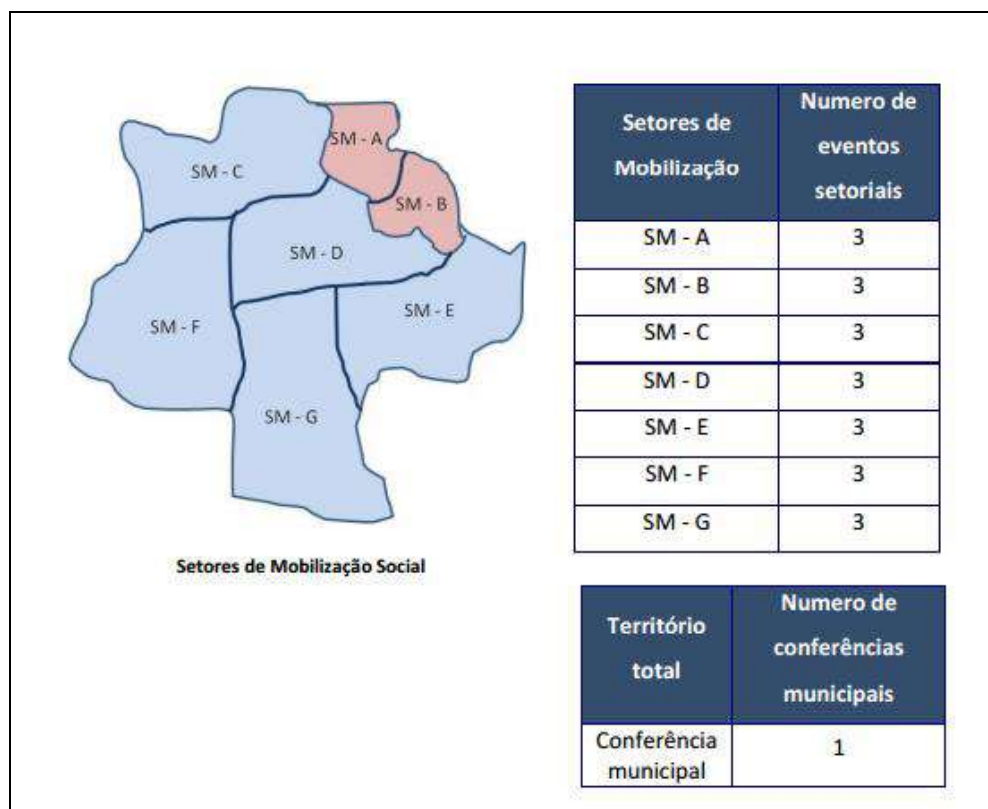 SM - A
SM - C
SM - B
SM - D
SM - E
SM - F
SM - G
Setores de Mobilização Social
Setores de
Mobilização
Numero de
eventos
setoriais
SM - A 3
SM - B 3
SM - C 3
SM - D 3
SM - E 3
SM - F 3
SM - G 3
Território
total
Numero de
conferências
municipais
Conferência
municipal
1